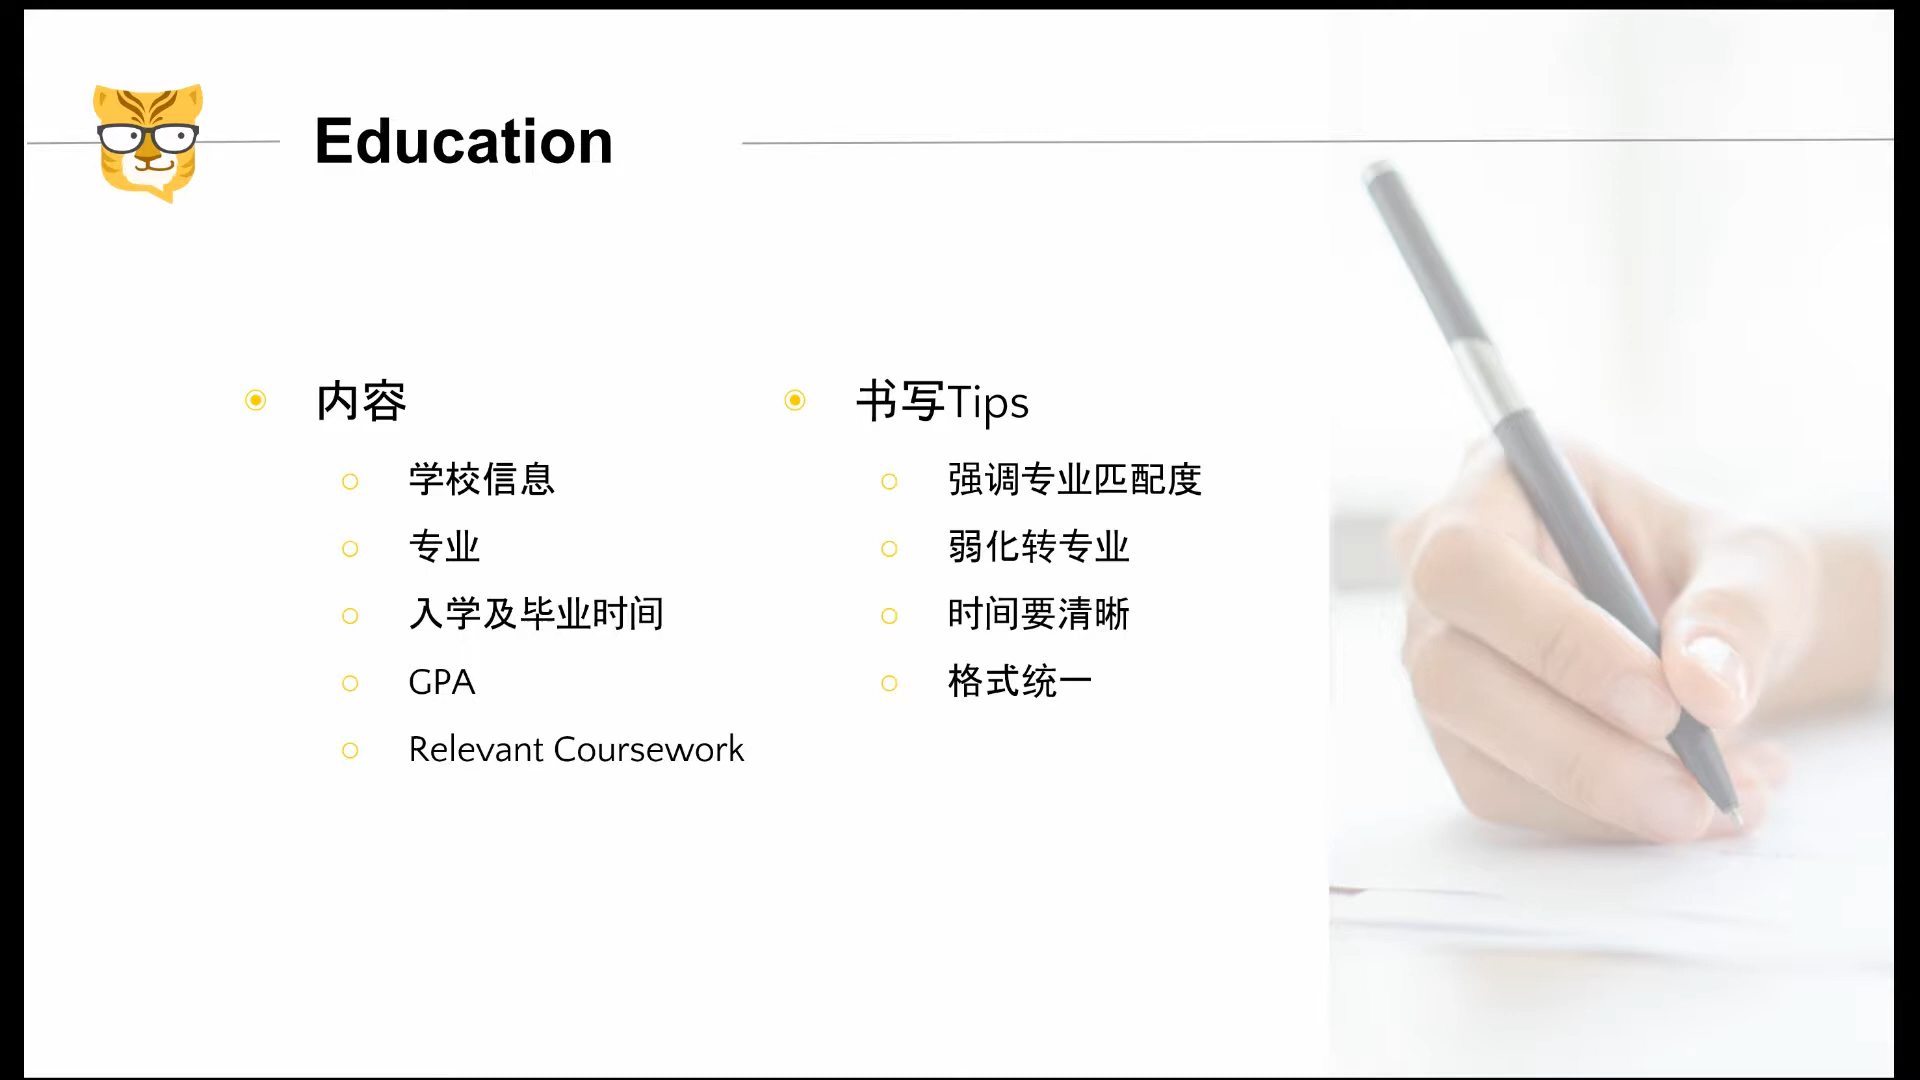 Education
内容
学校信息
专业
入学及毕业时间
GPA
Relevant Coursework
书写Tips
强调专业匹配度
弱化转专业
时间要清晰
格式统一